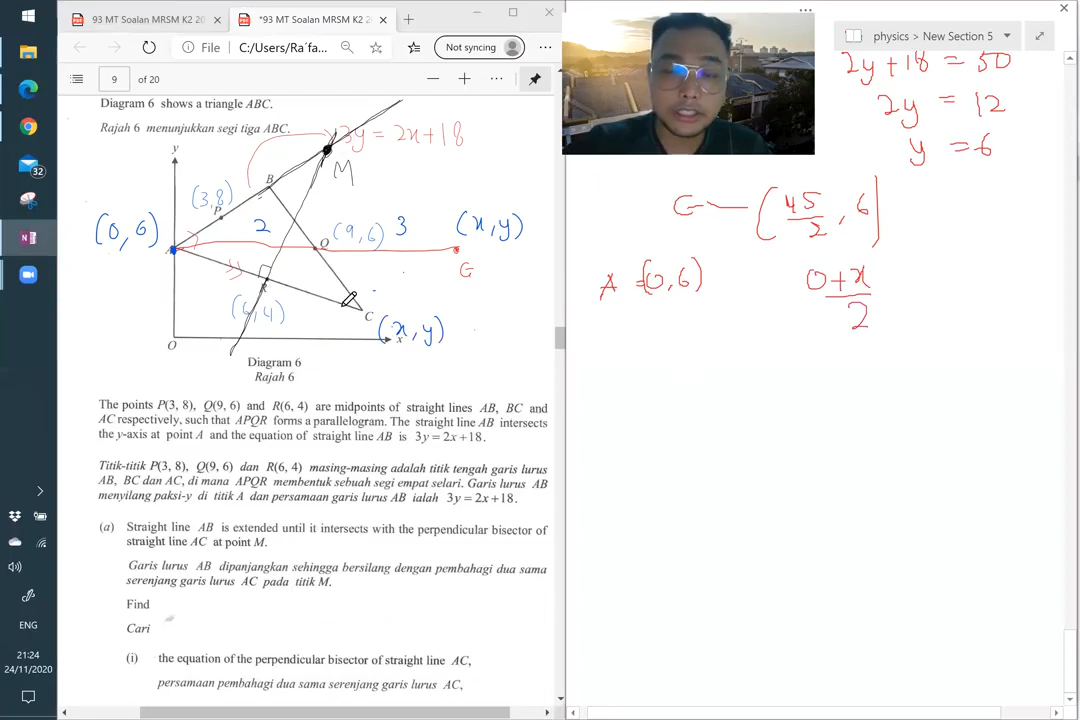 93 MT Soalan MRSM K2 20
*93 MT Soalan MRSM K2 20
File
C:/Users/Ra'fa...
Not syncing
9
of 20
Diagram 6 shows a triangle ABC.
Rajah 6 menunjukkan segi tiga ABC.
3y = 2x+18
y
M
B
(3,8)
P
(0, 6)
2
(9, 6)
3
(x, y)
A
Q
G
R
(6, 4)
C
(x, y)
O
x
Diagram 6
Rajah 6
The points P(3, 8), Q(9, 6) and R(6, 4) are midpoints of straight lines AB, BC and
AC respectively, such that APQR forms a parallelogram. The straight line AB intersects
the y-axis at point A and the equation of straight line AB is 3y = 2x+18.
Titik-titik P(3, 8), Q(9, 6) dan R(6, 4) masing-masing adalah titik tengah garis lurus
AB, BC dan AC, di mana APQR membentuk sebuah segi empat selari. Garis lurus AB
menyilang paksi-y di titik A dan persamaan garis lurus AB ialah 3y = 2x+18.
(a) Straight line AB is extended until it intersects with the perpendicular bisector of
straight line AC at point M.
Garis lurus AB dipanjangkan sehingga bersilang dengan pembahagi dua sama
serenjang garis lurus AC pada titik M.
Find
Cari
(i) the equation of the perpendicular bisector of straight line AC,
persamaan pembahagi dua sama serenjang garis lurus AC,
32
ENG
21:24
24/11/2020
physics > New Section 5
2y + 18 = 50
2y = 12
y = 6
G — (45/2, 6)
A = (0,6)
0+x
2